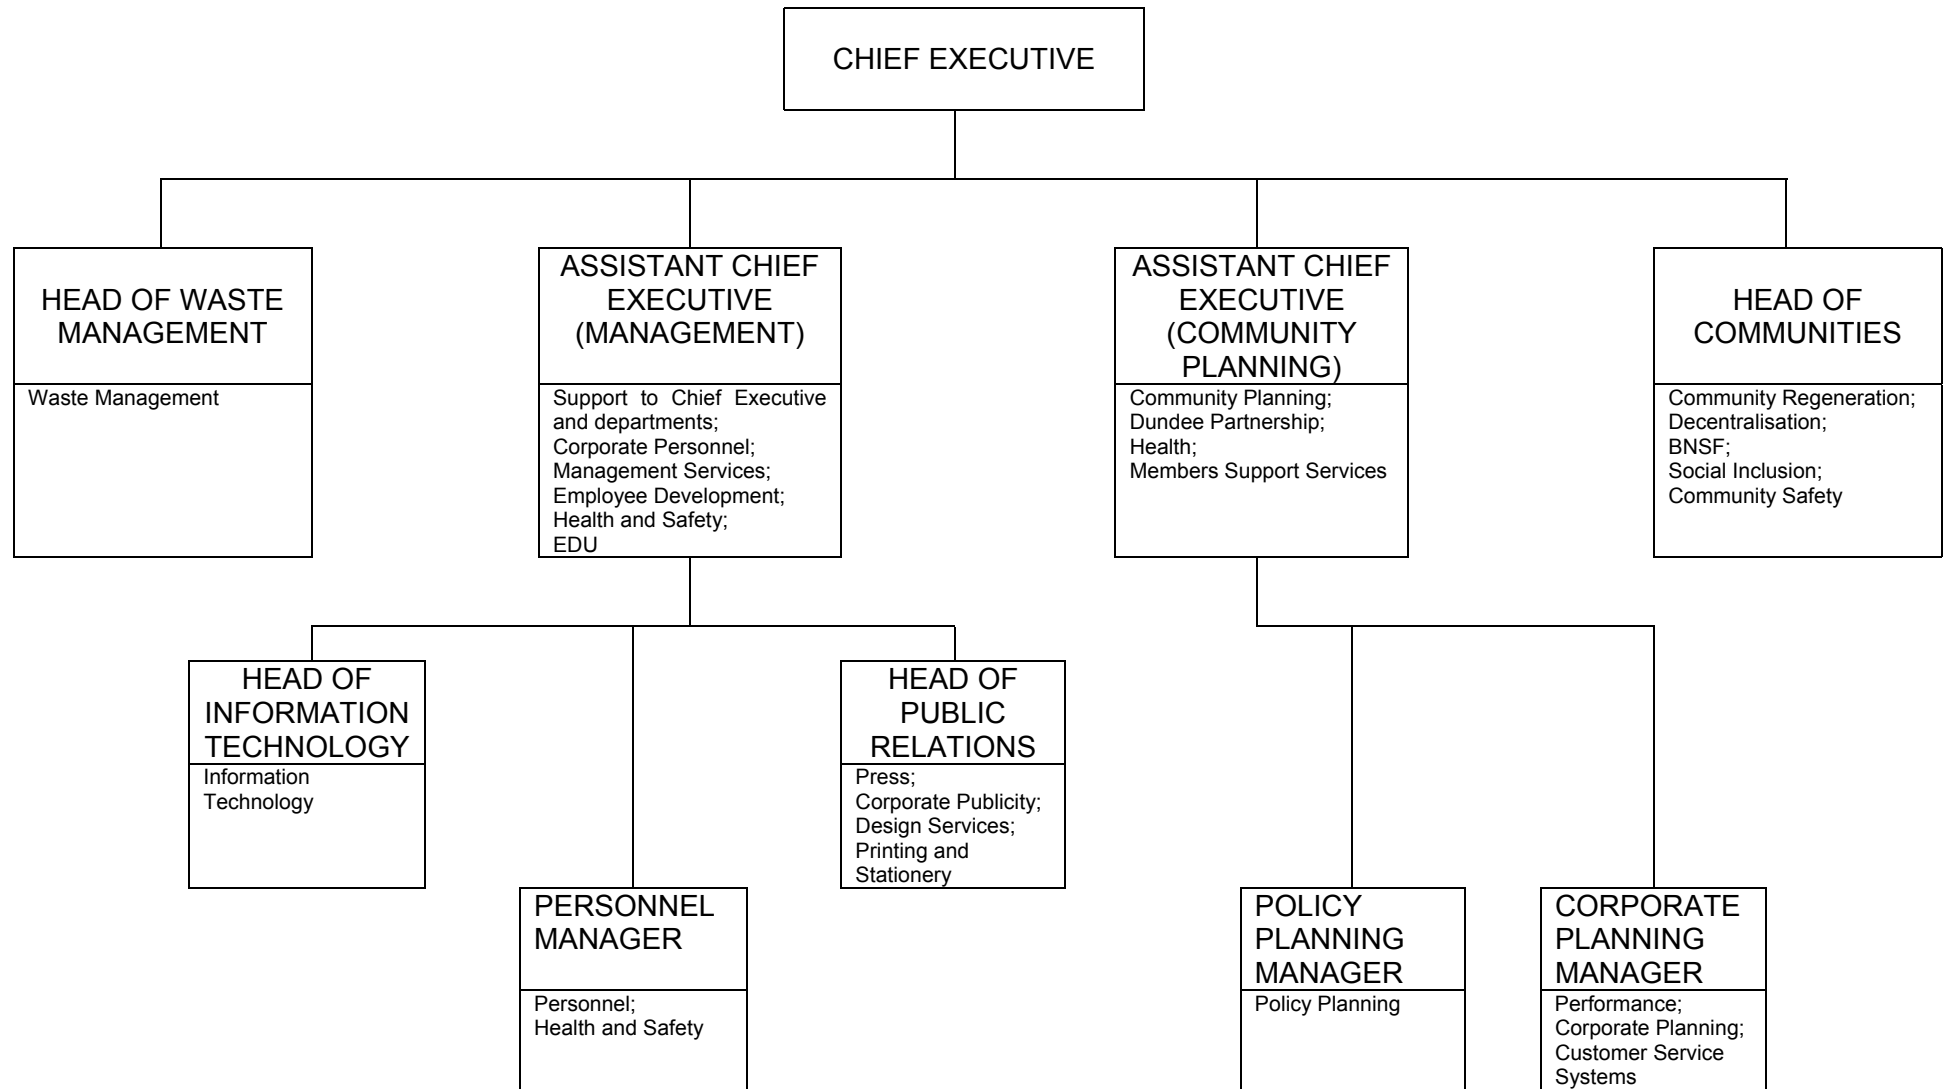 CHIEF EXECUTIVE
HEAD OF WASTE
MANAGEMENT
Waste Management
ASSISTANT CHIEF
EXECUTIVE
(MANAGEMENT)
Support to Chief Executive
and departments;
Corporate Personnel;
Management Services;
Employee Development;
Health and Safety;
EDU
ASSISTANT CHIEF
EXECUTIVE
(COMMUNITY
PLANNING)
Community Planning;
Dundee Partnership;
Health;
Members Support Services
HEAD OF
COMMUNITIES
Community Regeneration;
Decentralisation;
BNSF;
Social Inclusion;
Community Safety
HEAD OF
INFORMATION
TECHNOLOGY
Information
Technology
HEAD OF
PUBLIC
RELATIONS
Press;
Corporate Publicity;
Design Services;
Printing and
Stationery
PERSONNEL
MANAGER
Personnel;
Health and Safety
POLICY
PLANNING
MANAGER
Policy Planning
CORPORATE
PLANNING
MANAGER
Performance;
Corporate Planning;
Customer Service
Systems